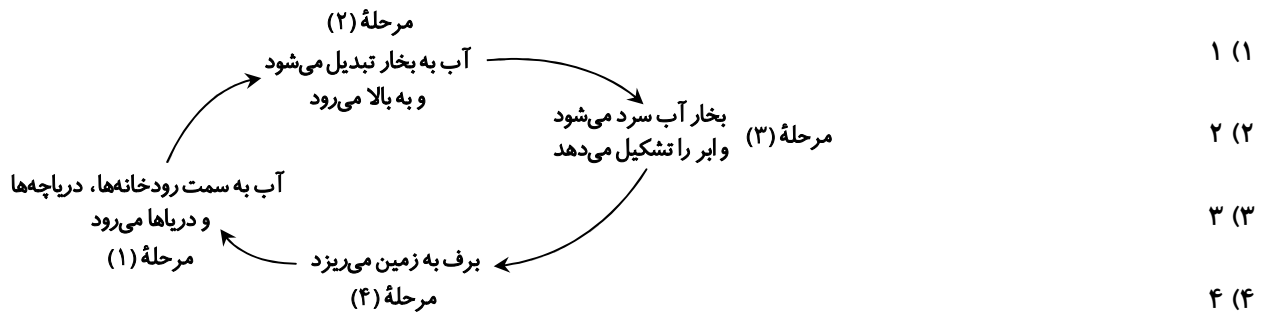 مرحلهٔ (۲)
آب به بخار تبدیل می‌شود
و به بالا می‌رود
بخار آب سرد می‌شود
و ابر را تشکیل می‌دهد
مرحلهٔ (۳)
آب به سمت رودخانه‌ها، دریاچه‌ها
و دریاها می‌رود
مرحلهٔ (۱)
برف به زمین می‌ریزد
مرحلهٔ (۴)
۱) ۱
۲) ۲
۳) ۳
۴) ۴